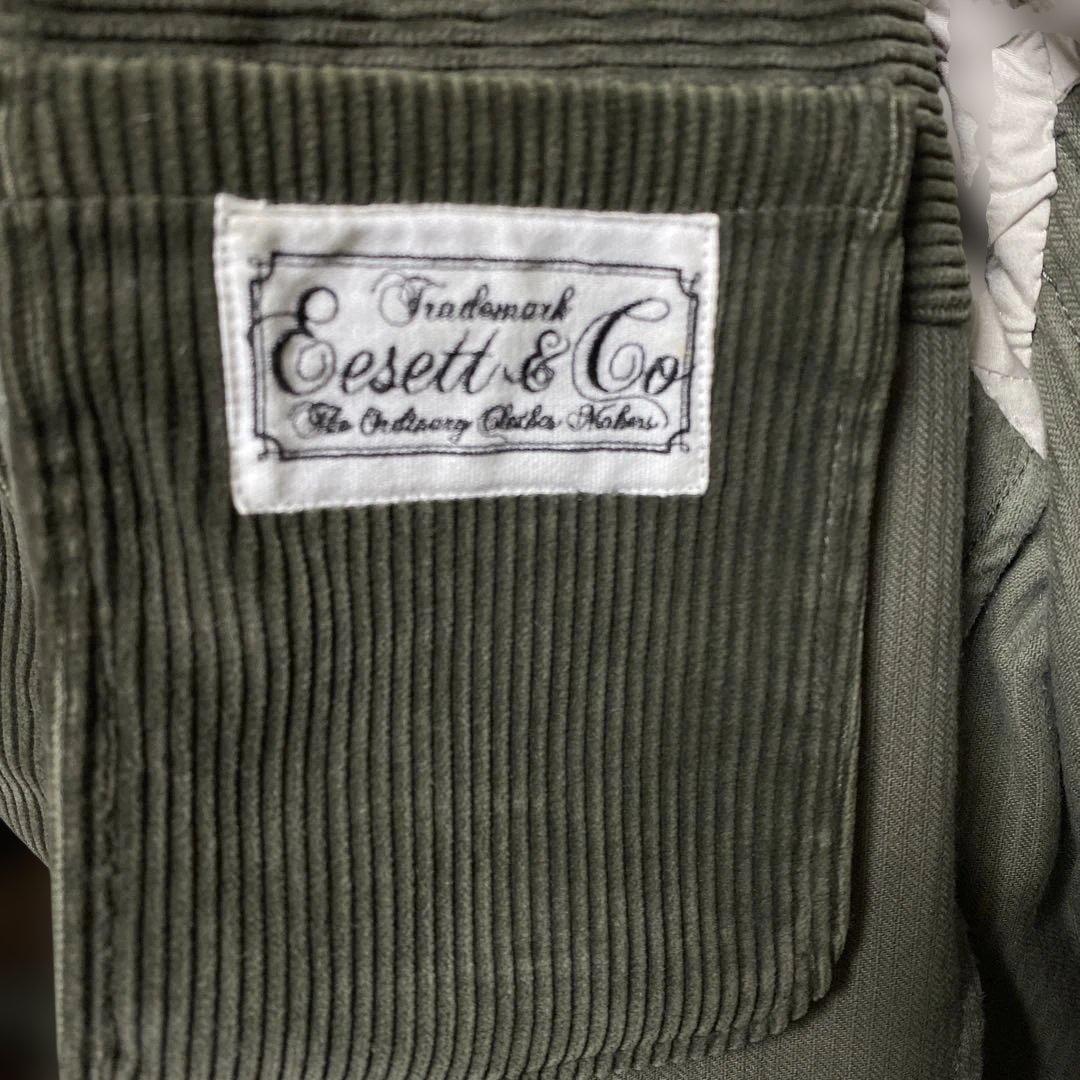 Trademark
Eesett & Co
The Ordinary Clothes Makers